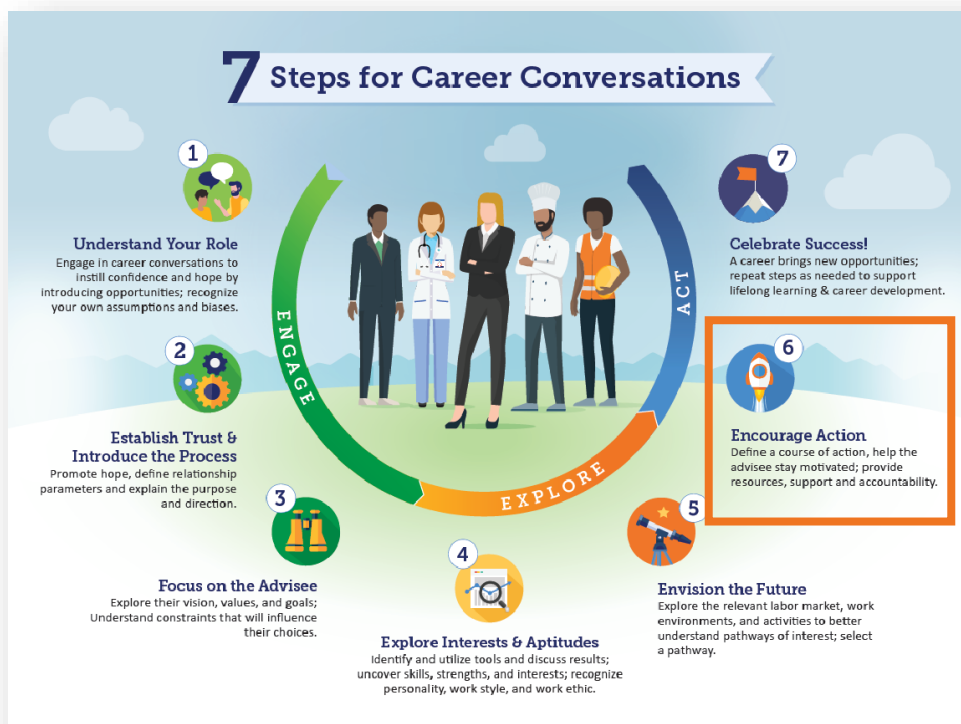 7 Steps for Career Conversations
1
Understand Your Role
Engage in career conversations to
instill confidence and hope by
introducing opportunities; recognize
your own assumptions and biases.
2
Establish Trust &
Introduce the Process
Promote hope, define relationship
parameters and explain the purpose
and direction.
3
Focus on the Advisee
Explore their vision, values, and goals;
Understand constraints that will influence
their choices.
4
Explore Interests & Aptitudes
Identify and utilize tools and discuss results;
uncover skills, strengths, and interests; recognize
personality, work style, and work ethic.
5
Envision the Future
Explore the relevant labor market, work
environments, and activities to better
understand pathways of interest; select
a pathway.
6
Encourage Action
Define a course of action, help the
advisee stay motivated; provide
resources, support and accountability.
7
Celebrate Success!
A career brings new opportunities;
repeat steps as needed to support
lifelong learning & career development.
ENGAGE
EXPLORE
ACT